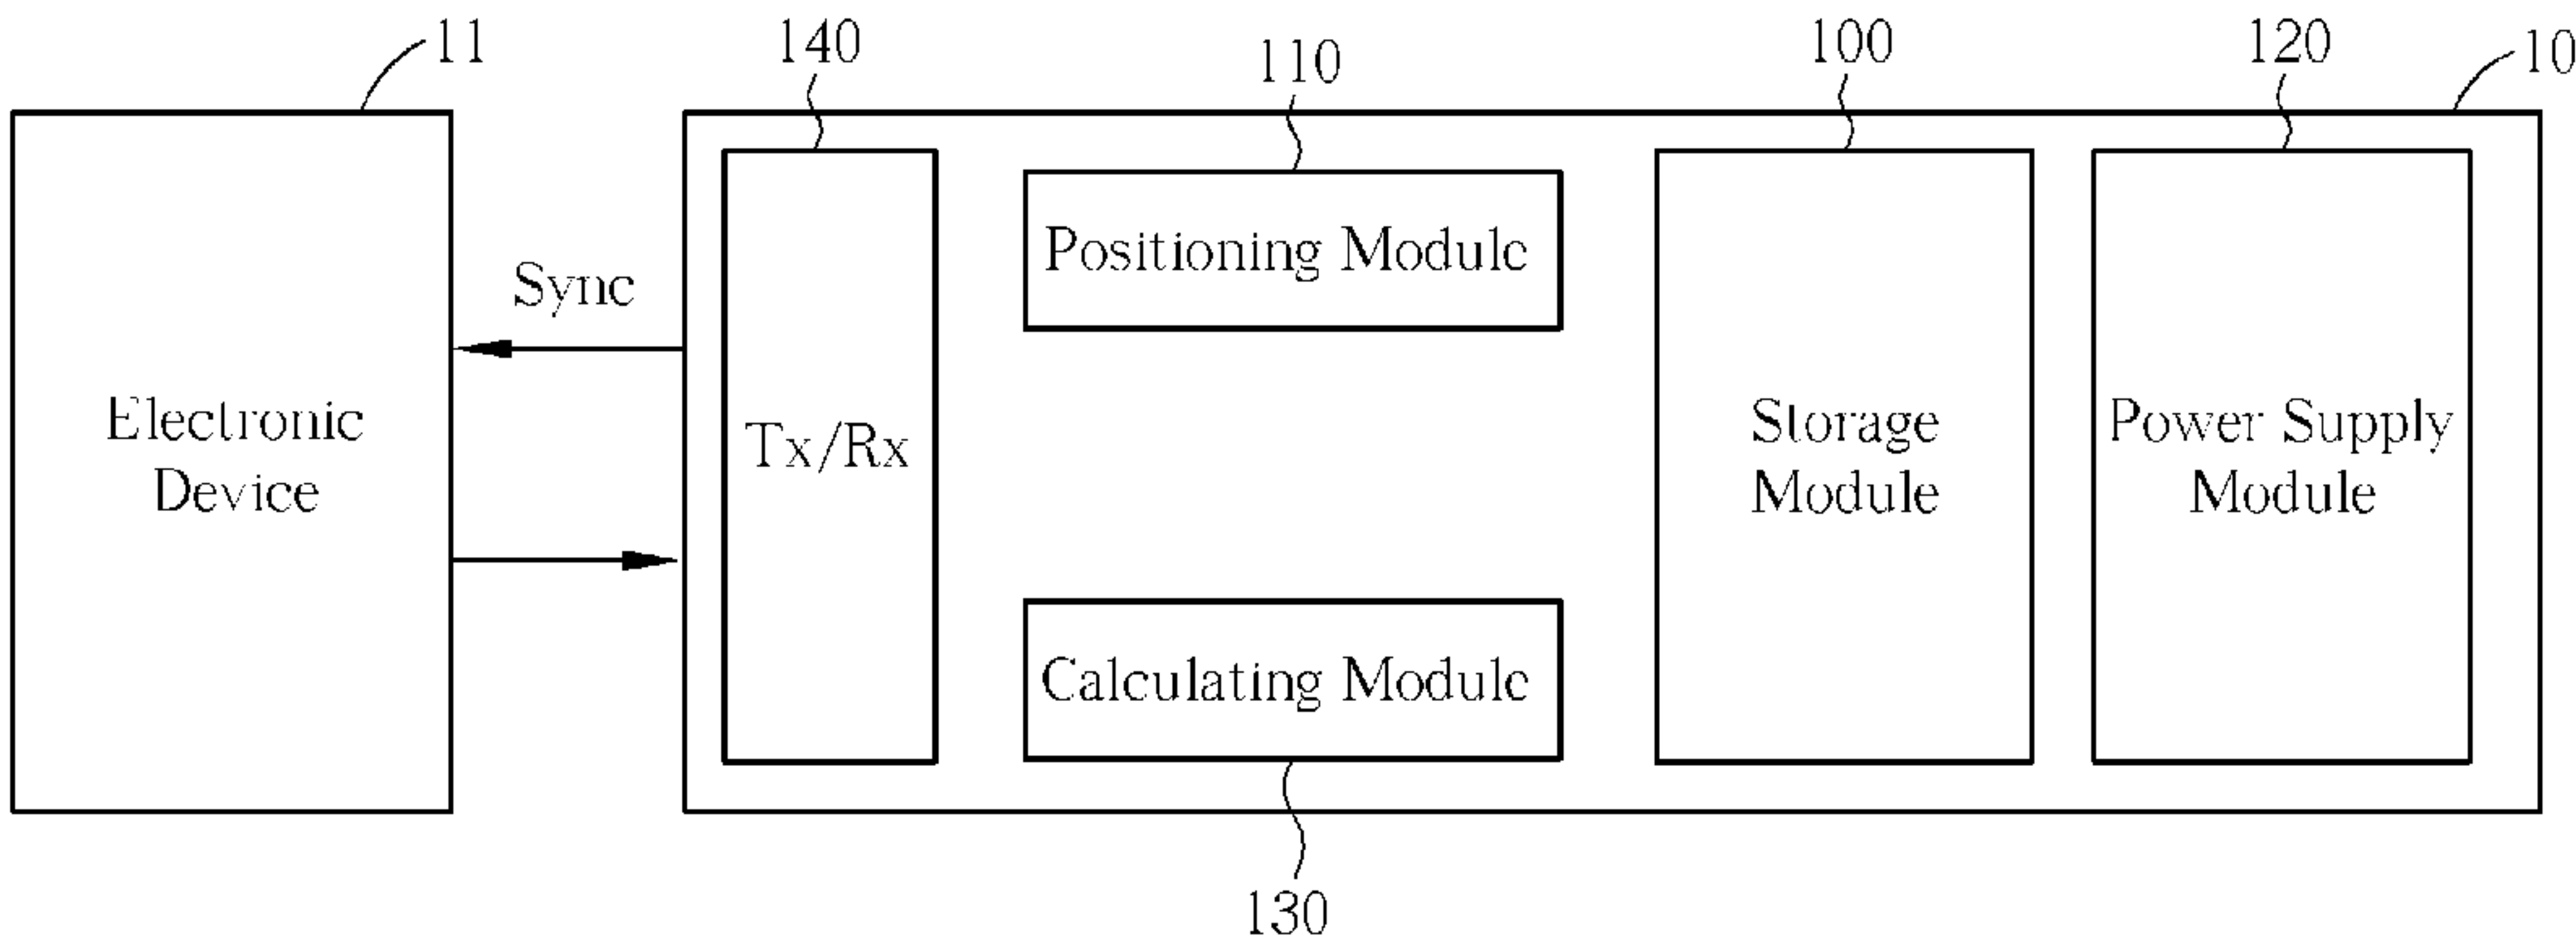 11
140
110
100
120
10
Positioning Module
Sync
Electronic
Device
Tx/Rx
Storage
Module
Power Supply
Module
Calculating Module
130